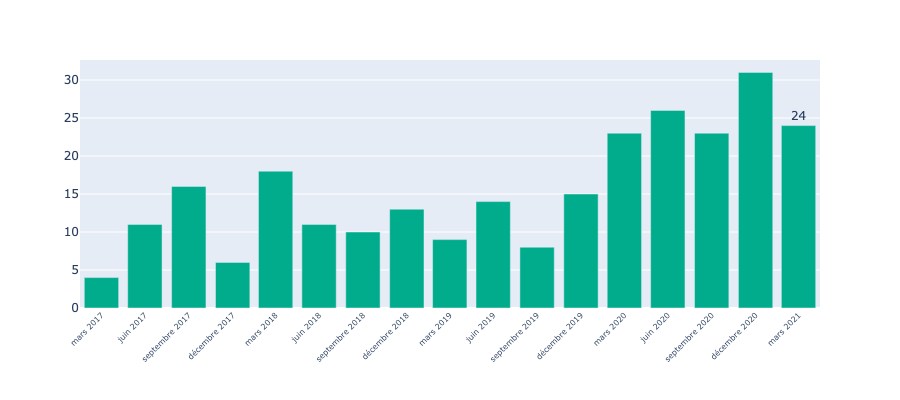 30
25
24
20
15
10
5
0
mars 2017
juin 2017
septembre 2017
décembre 2017
mars 2018
juin 2018
septembre 2018
décembre 2018
mars 2019
juin 2019
septembre 2019
décembre 2019
mars 2020
juin 2020
septembre 2020
décembre 2020
mars 2021